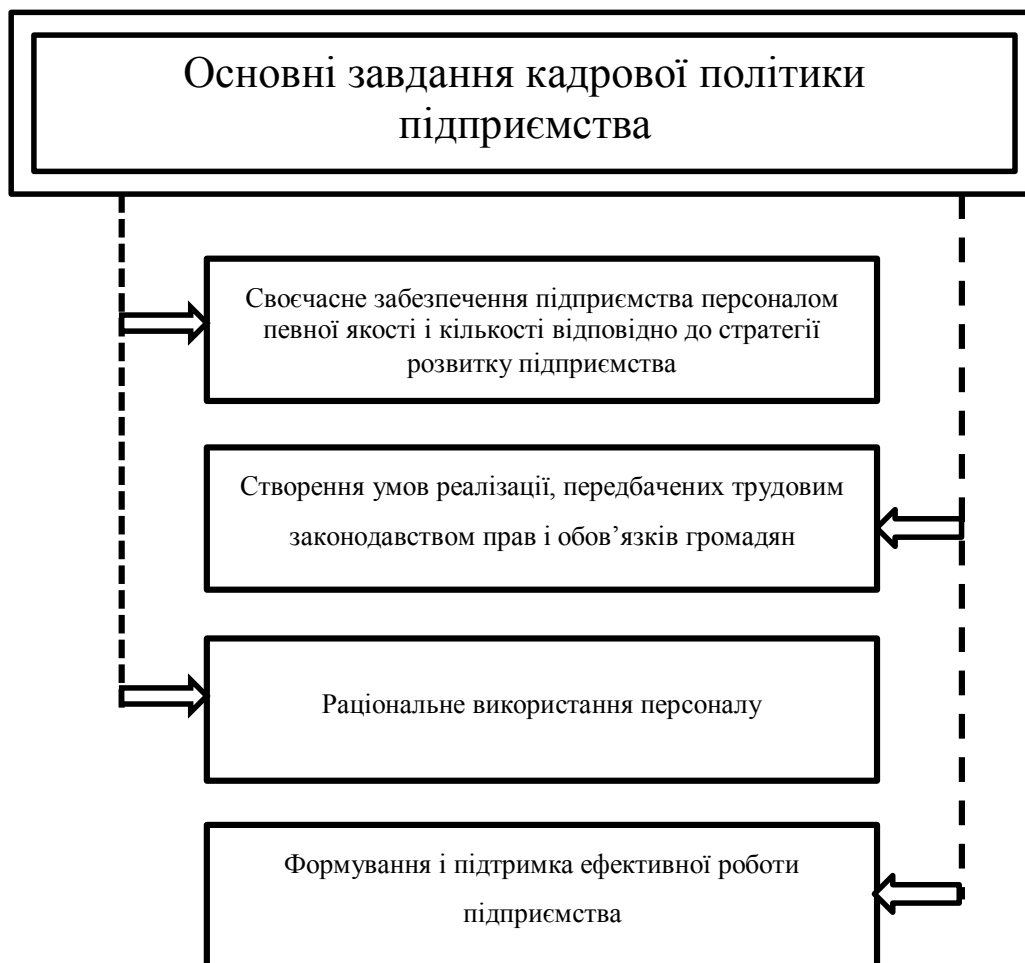 Основні завдання кадрової політики
підприємства
Своєчасне забезпечення підприємства персоналом
певної якості і кількості відповідно до стратегії
розвитку підприємства
Створення умов реалізації, передбачених трудовим
законодавством прав і обов’язків громадян
Раціональне використання персоналу
Формування і підтримка ефективної роботи
підприємства